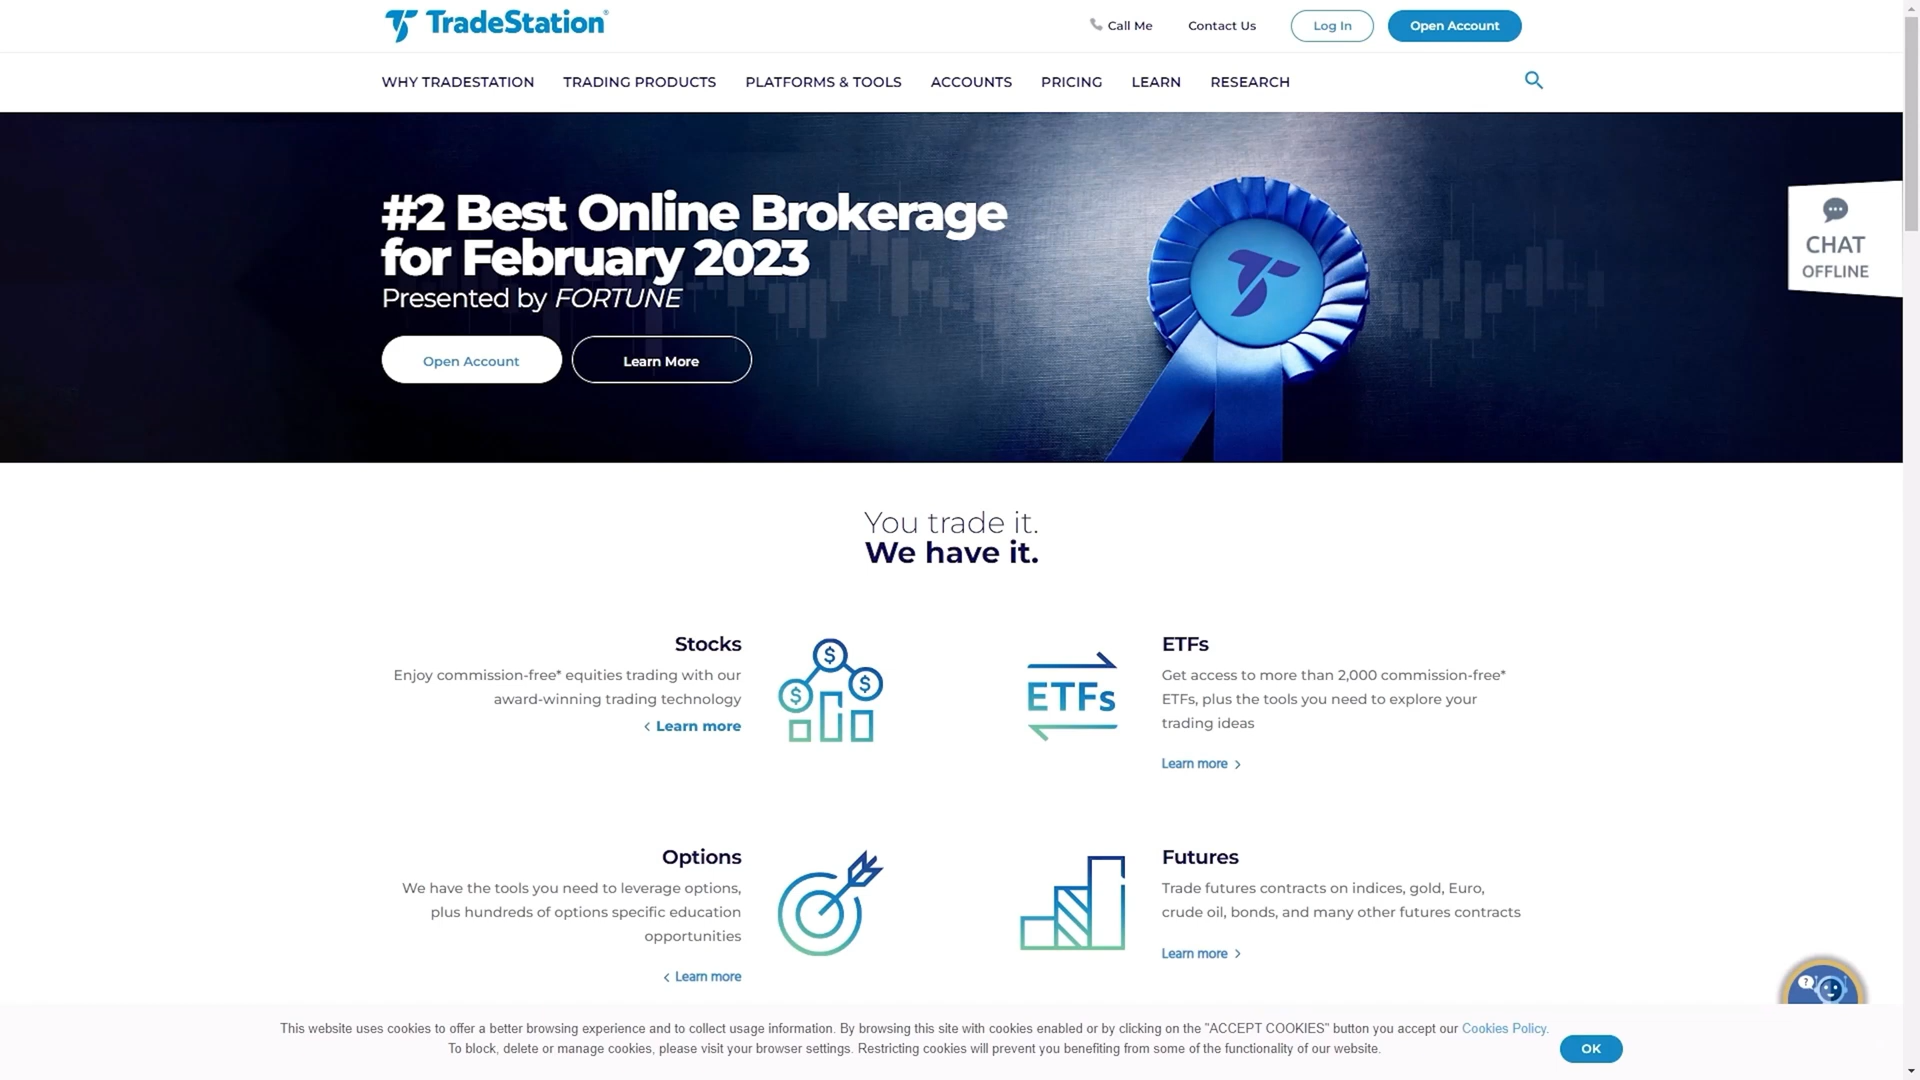 TradeStation®
Call Me
Contact Us
Log In
Open Account
WHY TRADESTATION
TRADING PRODUCTS
PLATFORMS & TOOLS
ACCOUNTS
PRICING
LEARN
RESEARCH
#2 Best Online Brokerage
for February 2023
Presented by FORTUNE
Open Account
Learn More
CHAT
OFFLINE
You trade it.
We have it.
Stocks
Enjoy commission-free* equities trading with our
award-winning trading technology
Learn more
ETFs
ETFs
Get access to more than 2,000 commission-free*
ETFs, plus the tools you need to explore your
trading ideas
Learn more
Options
We have the tools you need to leverage options,
plus hundreds of options specific education
opportunities
Learn more
Futures
Trade futures contracts on indices, gold, Euro,
crude oil, bonds, and many other futures contracts
Learn more
This website uses cookies to offer a better browsing experience and to collect usage information. By browsing this site with cookies enabled or by clicking on the "ACCEPT COOKIES" button you accept our Cookies Policy.
To block, delete or manage cookies, please visit your browser settings. Restricting cookies will prevent you benefiting from some of the functionality of our website.
OK